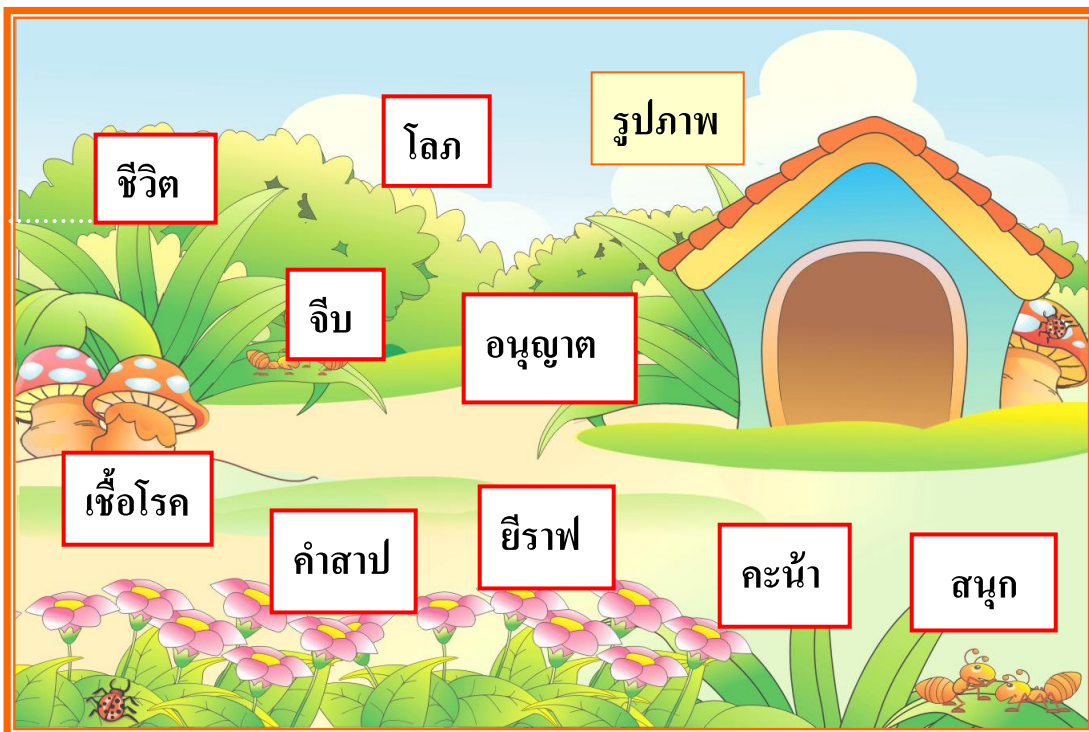 รูปภาพ
โลภ
ชีวิต
จีบ
อนุญาต
เชื้อโรค
คำสาป
ยีราฟ
คะน้า
สนุก